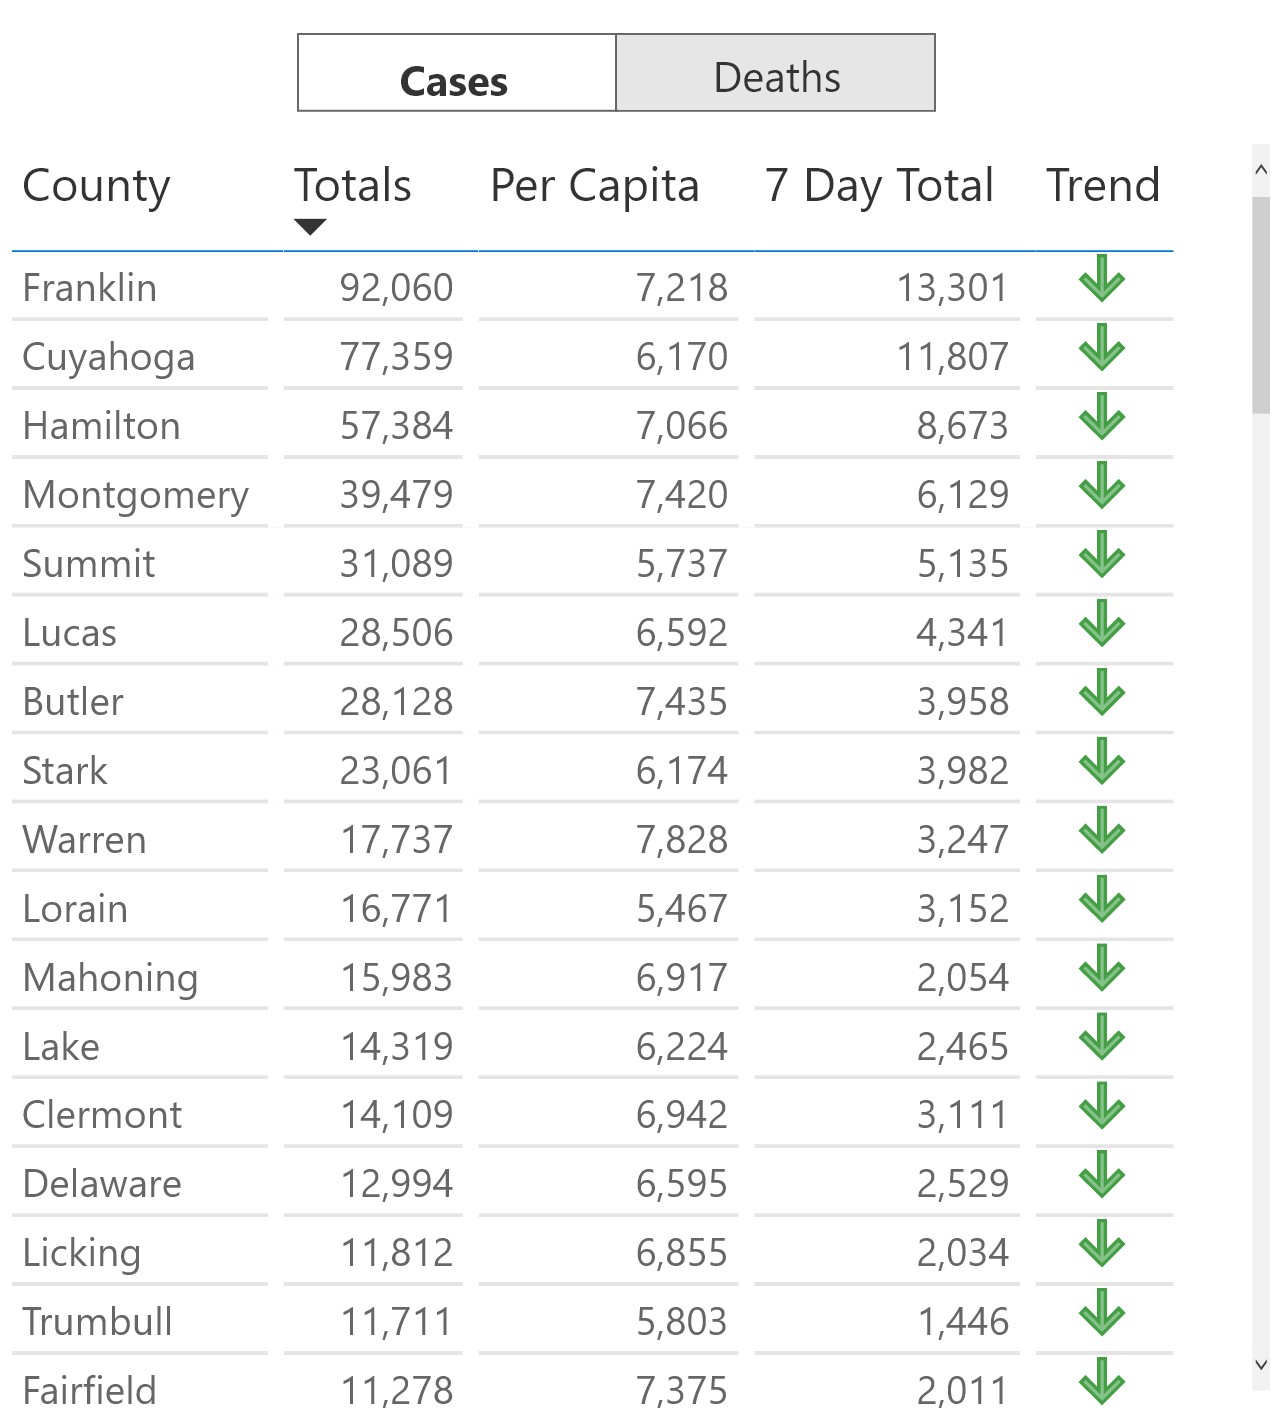 Cases Deaths
County Totals Per Capita 7 Day Total Trend
Franklin 92,060 7,218 13,301
Cuyahoga 77,359 6,170 11,807
Hamilton 57,384 7,066 8,673
Montgomery 39,479 7,420 6,129
Summit 31,089 5,737 5,135
Lucas 28,506 6,592 4,341
Butler 28,128 7,435 3,958
Stark 23,061 6,174 3,982
Warren 17,737 7,828 3,247
Lorain 16,771 5,467 3,152
Mahoning 15,983 6,917 2,054
Lake 14,319 6,224 2,465
Clermont 14,109 6,942 3,111
Delaware 12,994 6,595 2,529
Licking 11,812 6,855 2,034
Trumbull 11,711 5,803 1,446
Fairfield 11,278 7,375 2,011